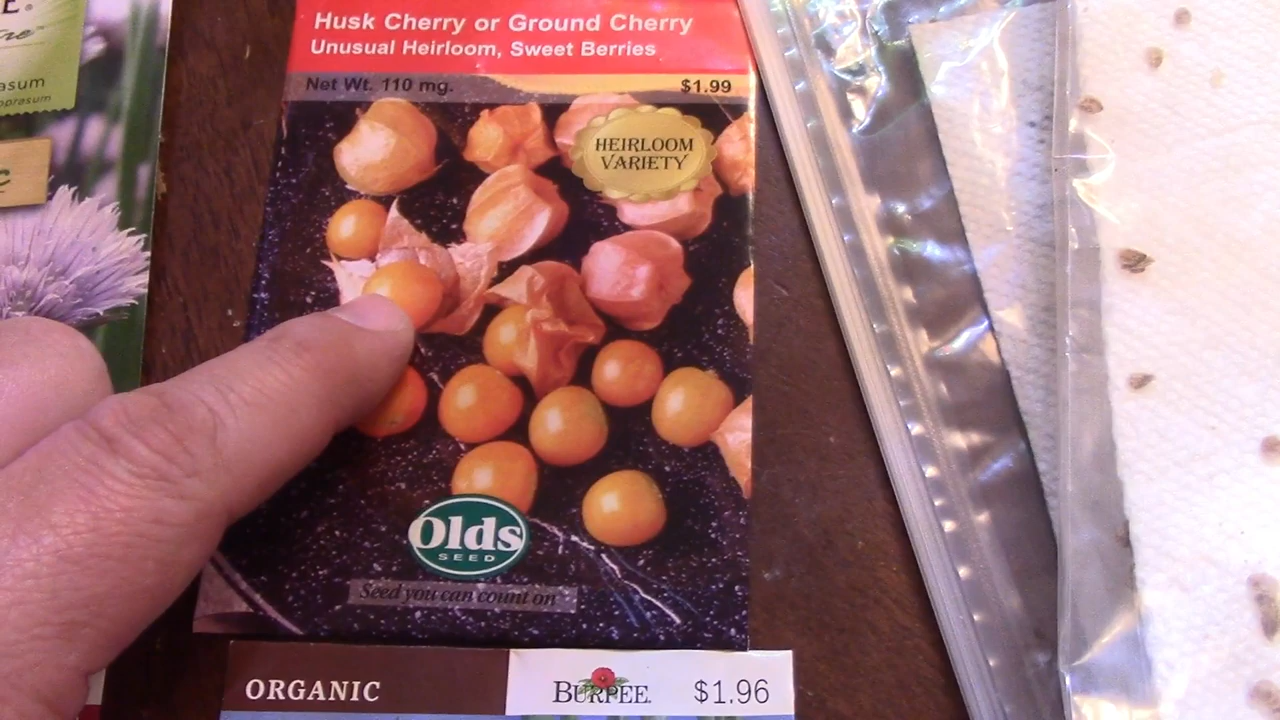 E.
asum
oprasum
c
Husk Cherry or Ground Cherry
Unusual Heirloom, Sweet Berries
Net Wt. 110 mg.
$1.99
HEIRLOOM
VARIETY
Olds
SEED
Seed you can count on
ORGANIC
BURPEE.
$1.96